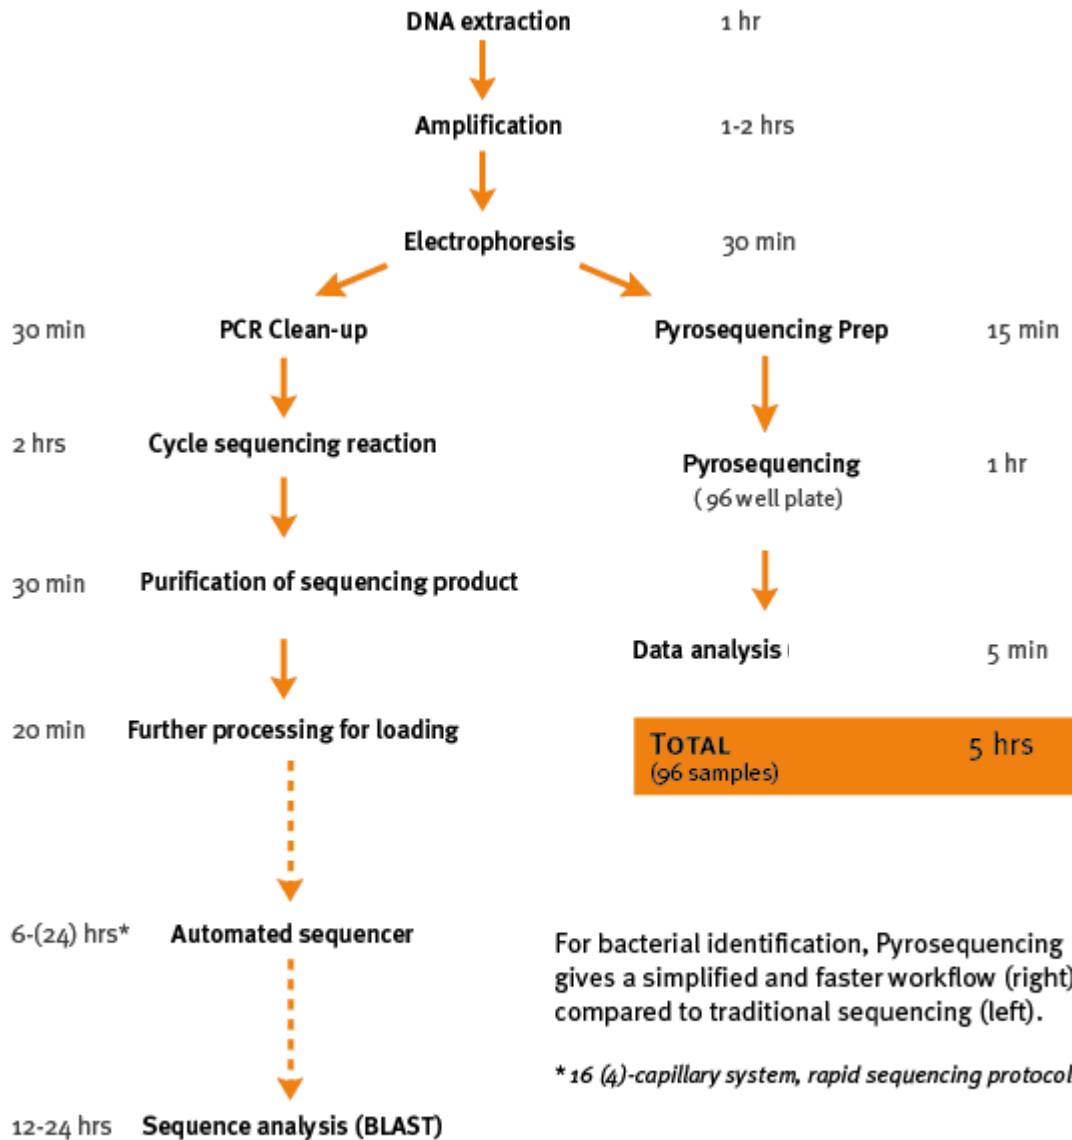 DNA extraction 1 hr
Amplification 1-2 hrs
Electrophoresis 30 min
30 min PCR Clean-up Pyrosequencing Prep 15 min
2 hrs Cycle sequencing reaction
Pyrosequencing 1 hr
( 96 well plate)
30 min Purification of sequencing product
Data analysis 5 min
20 min Further processing for loading
TOTAL 5 hrs
(96 samples)
6-(24) hrs* Automated sequencer
For bacterial identification, Pyrosequencing
gives a simplified and faster workflow (right)
compared to traditional sequencing (left).
* 16 (4)-capillary system, rapid sequencing protocol
12-24 hrs Sequence analysis (BLAST)